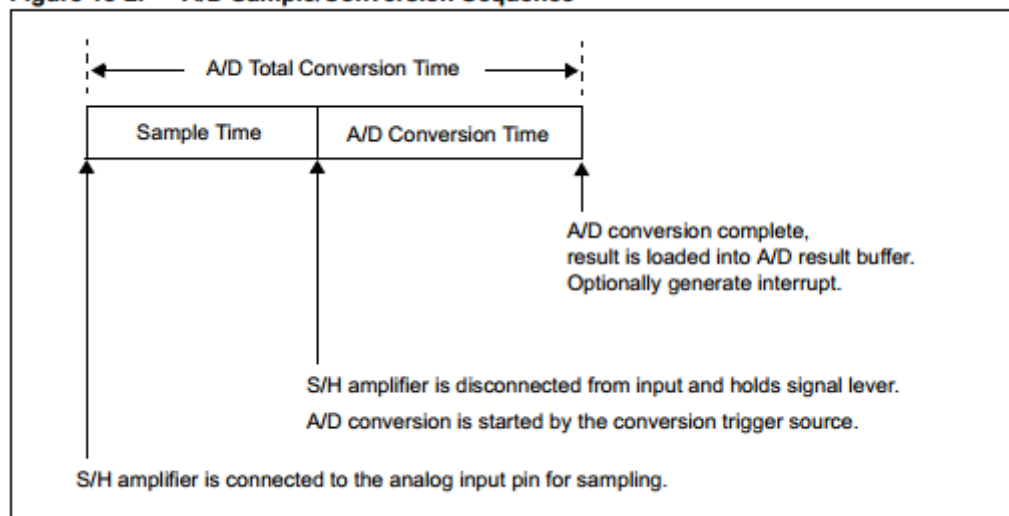 A/D Total Conversion Time
Sample Time
A/D Conversion Time
A/D conversion complete,
result is loaded into A/D result buffer.
Optionally generate interrupt.
S/H amplifier is disconnected from input and holds signal lever.
A/D conversion is started by the conversion trigger source.
S/H amplifier is connected to the analog input pin for sampling.